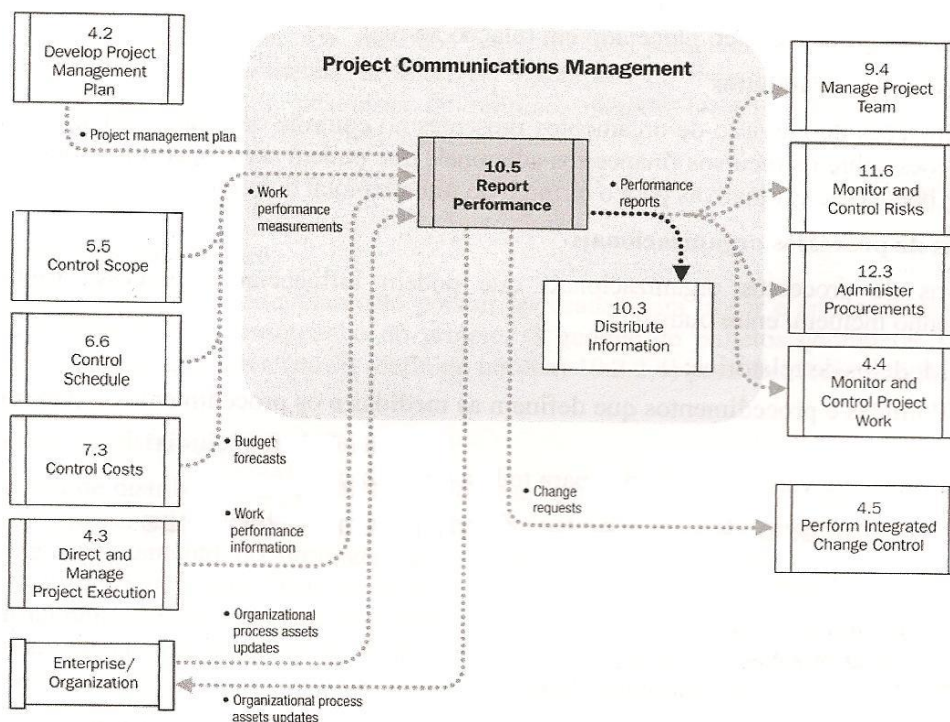 4.2
Develop Project
Management
Plan
Project Communications Management
9.4
Manage Project
Team
• Project management plan
10.5
Report
Performance
• Performance
reports
11.6
Monitor and
Control Risks
• Work
performance
measurements
5.5
Control Scope
12.3
Administer
Procurements
10.3
Distribute
Information
6.6
Control
Schedule
4.4
Monitor and
Control Project
Work
procedimentos que definem as
7.3
Control Costs
• Budget
forecasts
• Change
requests
4.5
Perform Integrated
Change Control
4.3
Direct and
Manage
Project Execution
• Work
performance
information
• Organizational
process assets
updates
Enterprise/
Organization
• Organizational process
assets updates